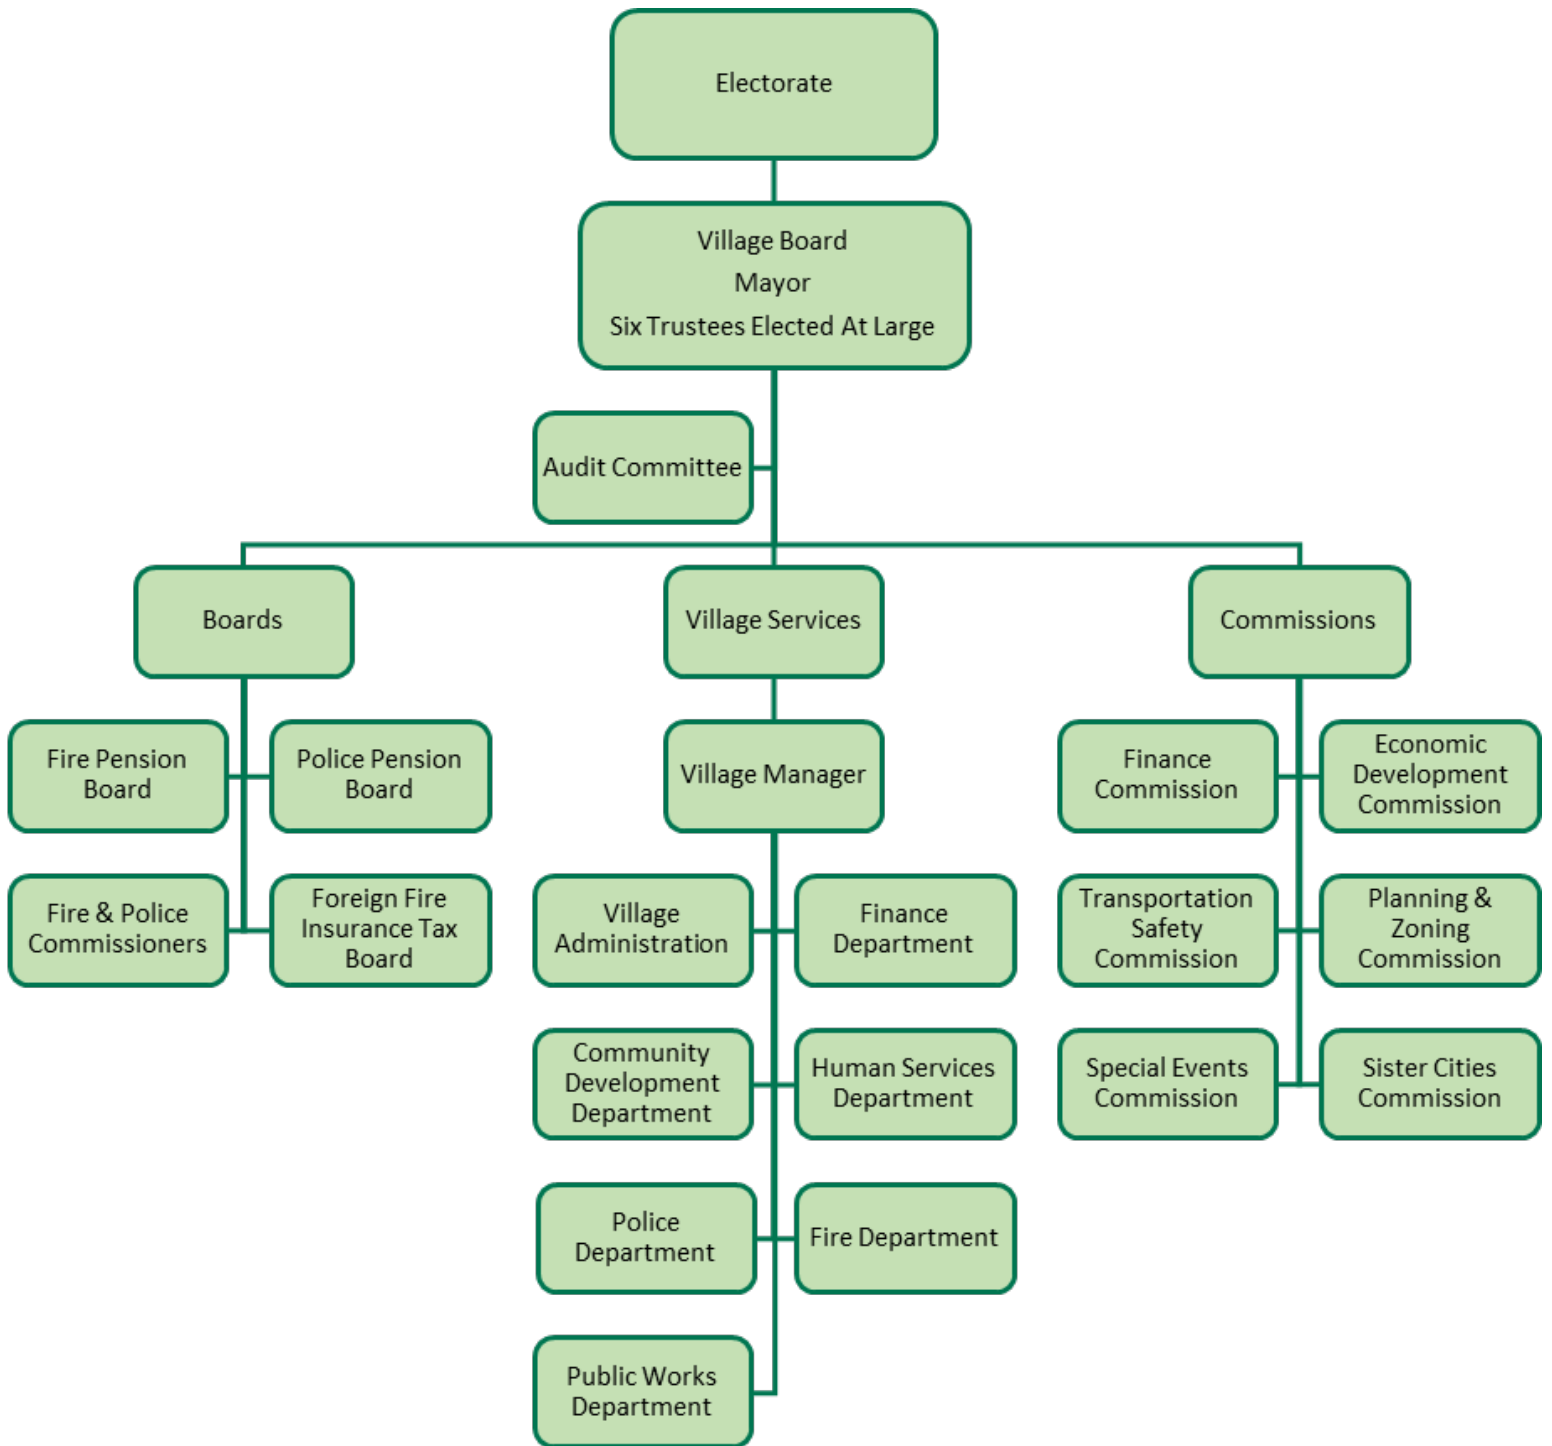 Electorate
Village Board
Mayor
Six Trustees Elected At Large
Audit Committee
Boards
Village Services
Commissions
Fire Pension
Board
Police Pension
Board
Village Manager
Finance
Commission
Economic
Development
Commission
Fire & Police
Commissioners
Foreign Fire
Insurance Tax
Board
Village
Administration
Finance
Department
Transportation
Safety
Commission
Planning &
Zoning
Commission
Community
Development
Department
Human Services
Department
Special Events
Commission
Sister Cities
Commission
Police
Department
Fire Department
Public Works
Department